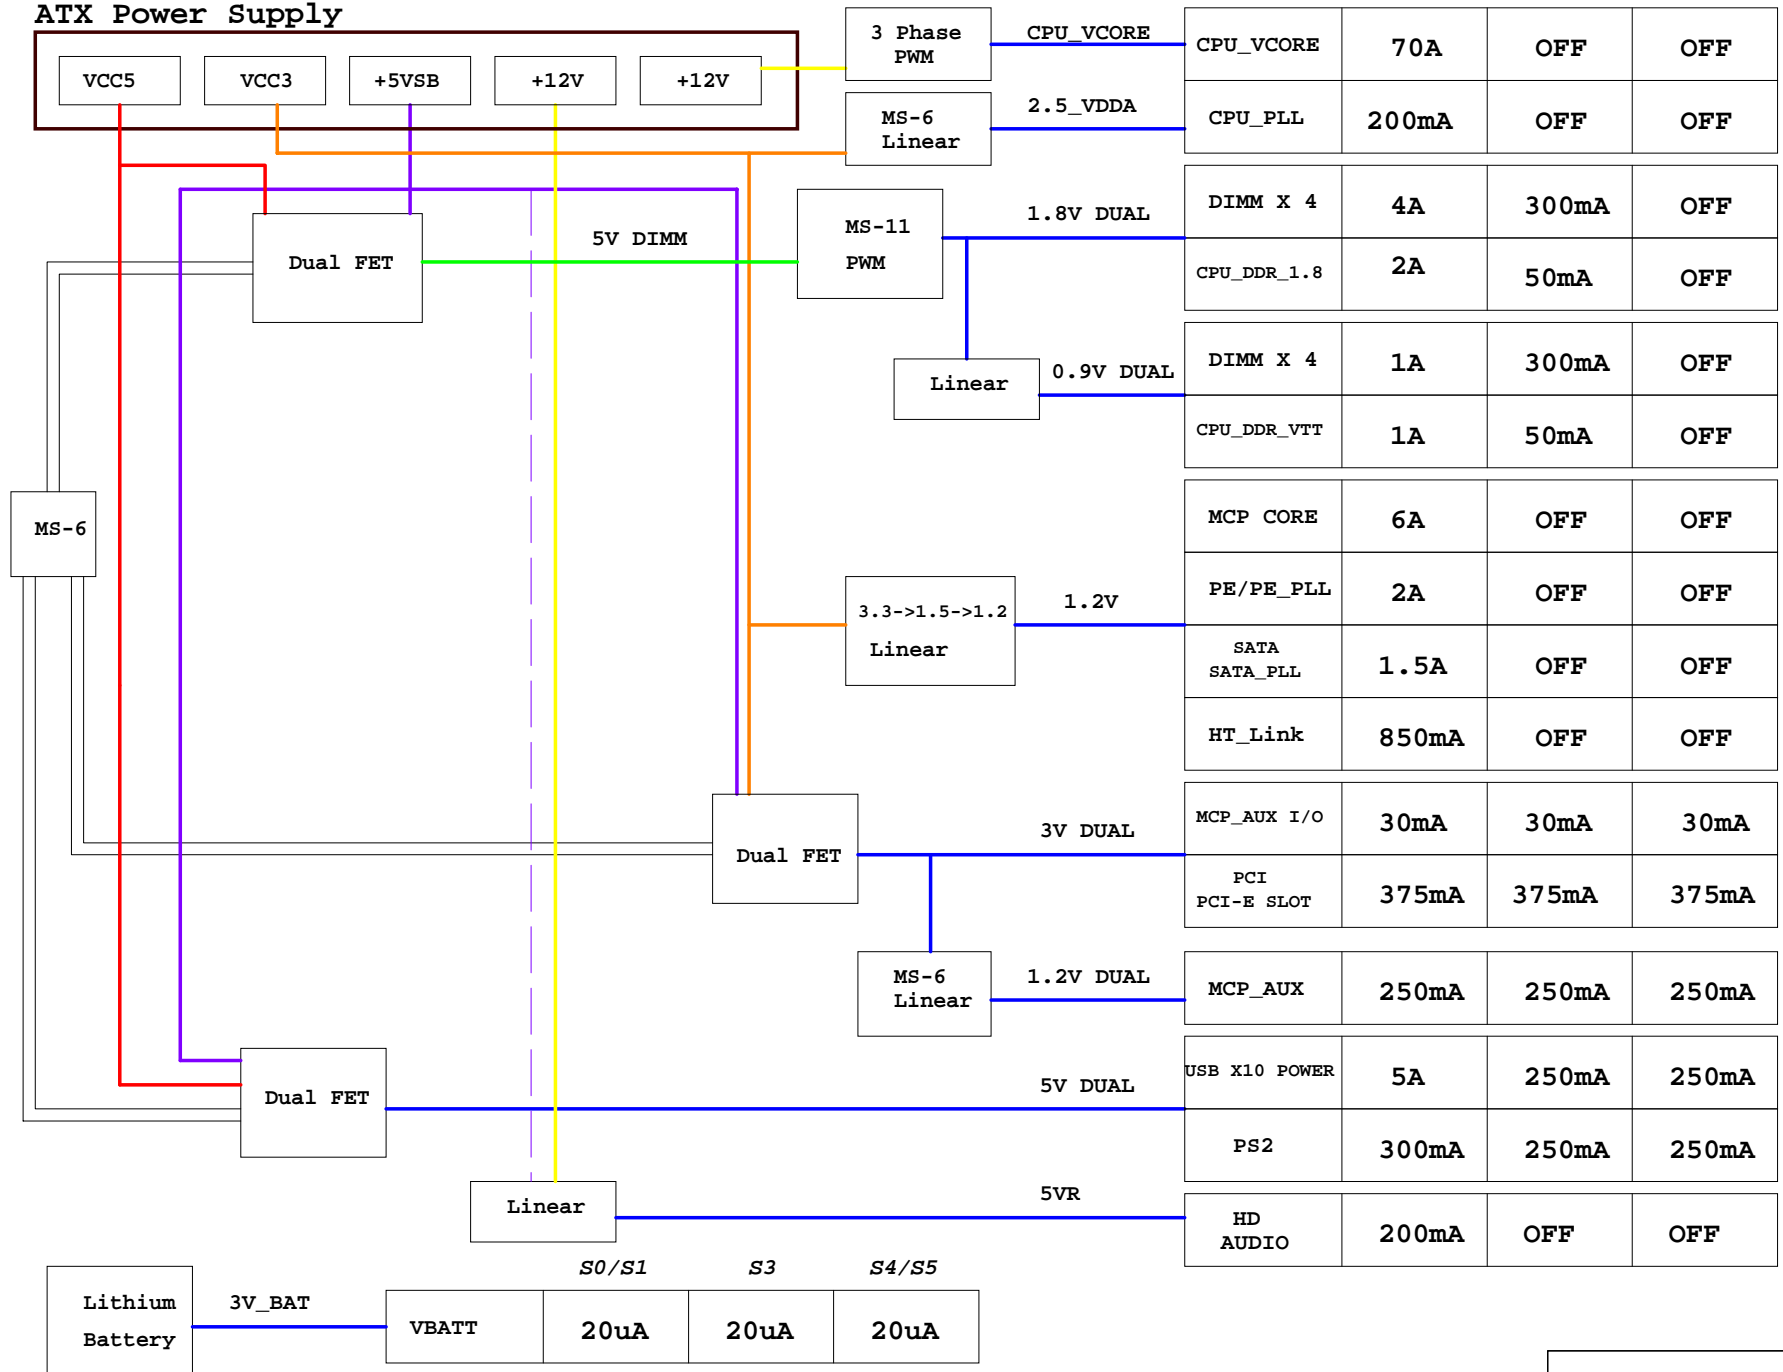 ATX Power Supply
VCC5
VCC3
+5VSB
+12V
+12V
3 Phase
PWM
CPU_VCORE
CPU_VCORE 70A OFF OFF
MS-6
Linear
2.5_VDDA
CPU_PLL 200mA OFF OFF
Dual FET
5V DIMM
MS-11
PWM
1.8V DUAL
DIMM X 4 4A 300mA OFF
CPU_DDR_1.8 2A 50mA OFF
Linear
0.9V DUAL
DIMM X 4 1A 300mA OFF
CPU_DDR_VTT 1A 50mA OFF
MS-6
MCP CORE 6A OFF OFF
3.3->1.5->1.2
Linear
1.2V
PE/PE_PLL 2A OFF OFF
SATA
SATA_PLL 1.5A OFF OFF
HT_Link 850mA OFF OFF
Dual FET
3V DUAL
MCP_AUX I/O 30mA 30mA 30mA
PCI
PCI-E SLOT 375mA 375mA 375mA
MS-6
Linear
1.2V DUAL
MCP_AUX 250mA 250mA 250mA
Dual FET
5V DUAL
USB X10 POWER 5A 250mA 250mA
PS2 300mA 250mA 250mA
Linear
5VR
HD
AUDIO 200mA OFF OFF
S0/S1 S3 S4/S5
Lithium
Battery
3V_BAT
VBATT 20uA 20uA 20uA